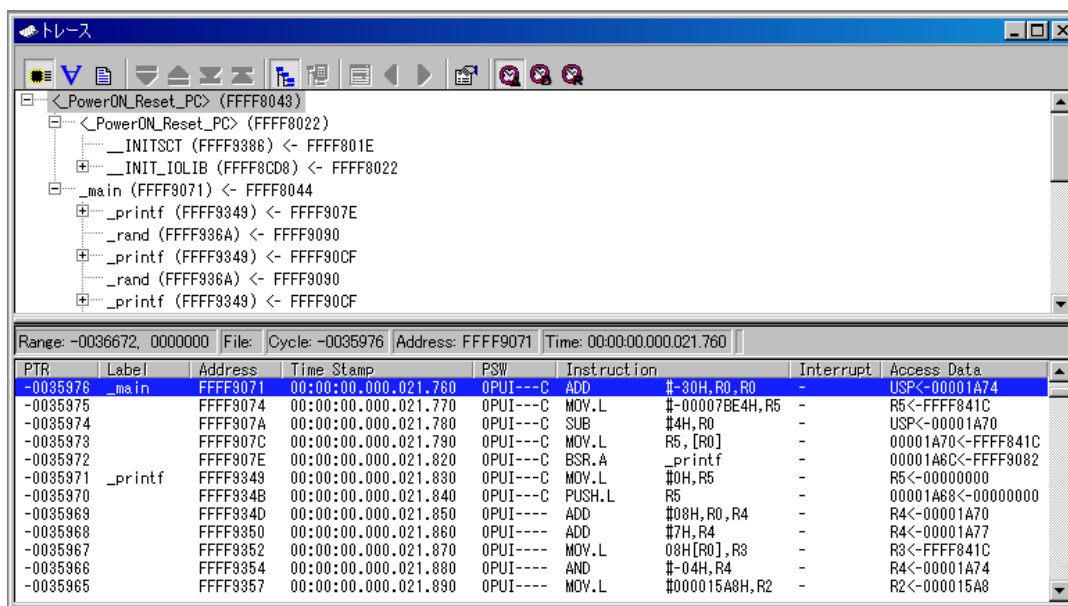 トレース
<_PowerON_Reset_PC> (FFFF8043)
<_PowerON_Reset_PC> (FFFF8022)
__INITSCT (FFFF9386) <- FFFF801E
__INIT_IOLIB (FFFF8CD8) <- FFFF8022
_main (FFFF9071) <- FFFF8044
_printf (FFFF9349) <- FFFF907E
_rand (FFFF936A) <- FFFF9090
_printf (FFFF9349) <- FFFF90CF
_rand (FFFF936A) <- FFFF9090
_printf (FFFF9349) <- FFFF90CF
Range: -0036672, 0000000 File: Cycle: -0035976 Address: FFFF9071 Time: 00:00:00.000.021.760
PTR Label Address Time Stamp PSW Instruction Interrupt Access Data
-0035976 _main FFFF9071 00:00:00.000.021.760 0PUI---C ADD #-30H,R0,R0 - USP<-00001A74
-0035975 FFFF9074 00:00:00.000.021.770 0PUI---C MOV.L #-00007BE4H,R5 - R5<-FFFF841C
-0035974 FFFF907A 00:00:00.000.021.780 0PUI---C SUB #4H,R0 - USP<-00001A70
-0035973 FFFF907C 00:00:00.000.021.790 0PUI---C MOV.L R5,[R0] - 00001A70<-FFFF841C
-0035972 FFFF907E 00:00:00.000.021.820 0PUI---C BSR.A _printf - 00001A6C<-FFFF9082
-0035971 _printf FFFF9349 00:00:00.000.021.830 0PUI---C MOV.L #0H,R5 - R5<-00000000
-0035970 FFFF934B 00:00:00.000.021.840 0PUI---C PUSH.L R5 - 00001A68<-00000000
-0035969 FFFF934D 00:00:00.000.021.850 0PUI---- ADD #08H,R0,R4 - R4<-00001A70
-0035968 FFFF9350 00:00:00.000.021.860 0PUI---- ADD #7H,R4 - R4<-00001A77
-0035967 FFFF9352 00:00:00.000.021.870 0PUI---- MOV.L 08H[R0],R3 - R3<-FFFF841C
-0035966 FFFF9354 00:00:00.000.021.880 0PUI---- AND #-04H,R4 - R4<-00001A74
-0035965 FFFF9357 00:00:00.000.021.890 0PUI---- MOV.L #000015A8H,R2 - R2<-000015A8